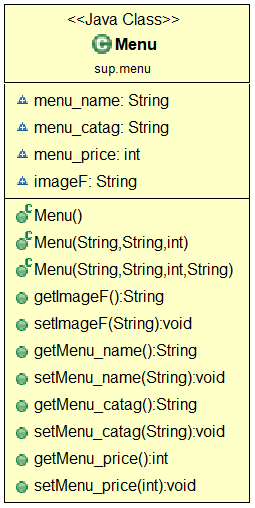 <<Java Class>>
Menu
sup.menu
menu_name: String
menu_catag: String
menu_price: int
imageF: String
Menu()
Menu(String,String,int)
Menu(String,String,int,String)
getImageF():String
setImageF(String):void
getMenu_name():String
setMenu_name(String):void
getMenu_catag():String
setMenu_catag(String):void
getMenu_price():int
setMenu_price(int):void